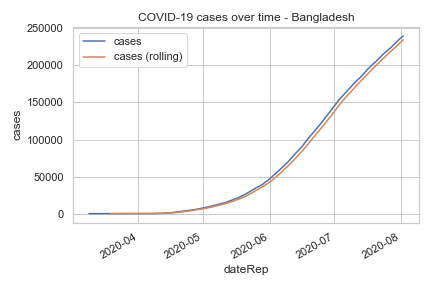 COVID-19 cases over time - Bangladesh
cases
cases (rolling)
250000
200000
150000
100000
50000
0
cases
2020-04
2020-05
2020-06
2020-07
2020-08
dateRep